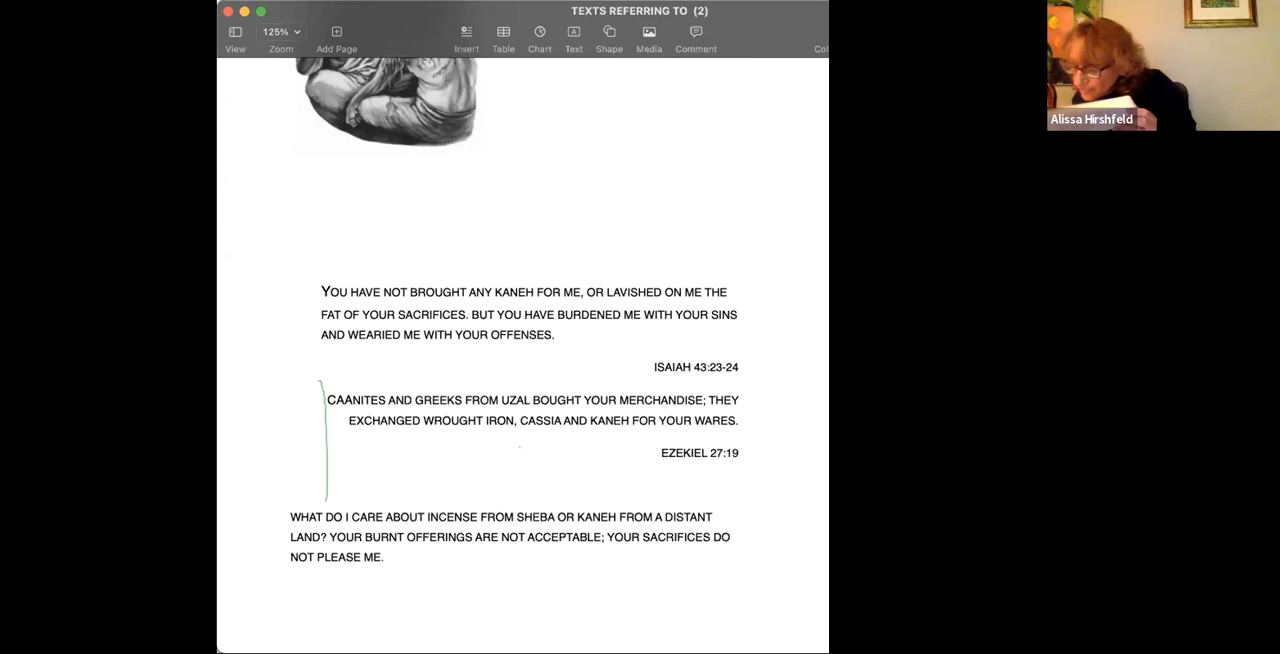 TEXTS REFERRING TO (2)
125%
View Zoom Add Page Insert Table Chart Text Shape Media Comment
Alissa Hirshfeld
YOU HAVE NOT BROUGHT ANY KANEH FOR ME, OR LAVISHED ON ME THE
FAT OF YOUR SACRIFICES. BUT YOU HAVE BURDENED ME WITH YOUR SINS
AND WEARIED ME WITH YOUR OFFENSES.
ISAIAH 43:23-24
CAANITES AND GREEKS FROM UZAL BOUGHT YOUR MERCHANDISE; THEY
EXCHANGED WROUGHT IRON, CASSIA AND KANEH FOR YOUR WARES.
EZEKIEL 27:19
WHAT DO I CARE ABOUT INCENSE FROM SHEBA OR KANEH FROM A DISTANT
LAND? YOUR BURNT OFFERINGS ARE NOT ACCEPTABLE; YOUR SACRIFICES DO
NOT PLEASE ME.